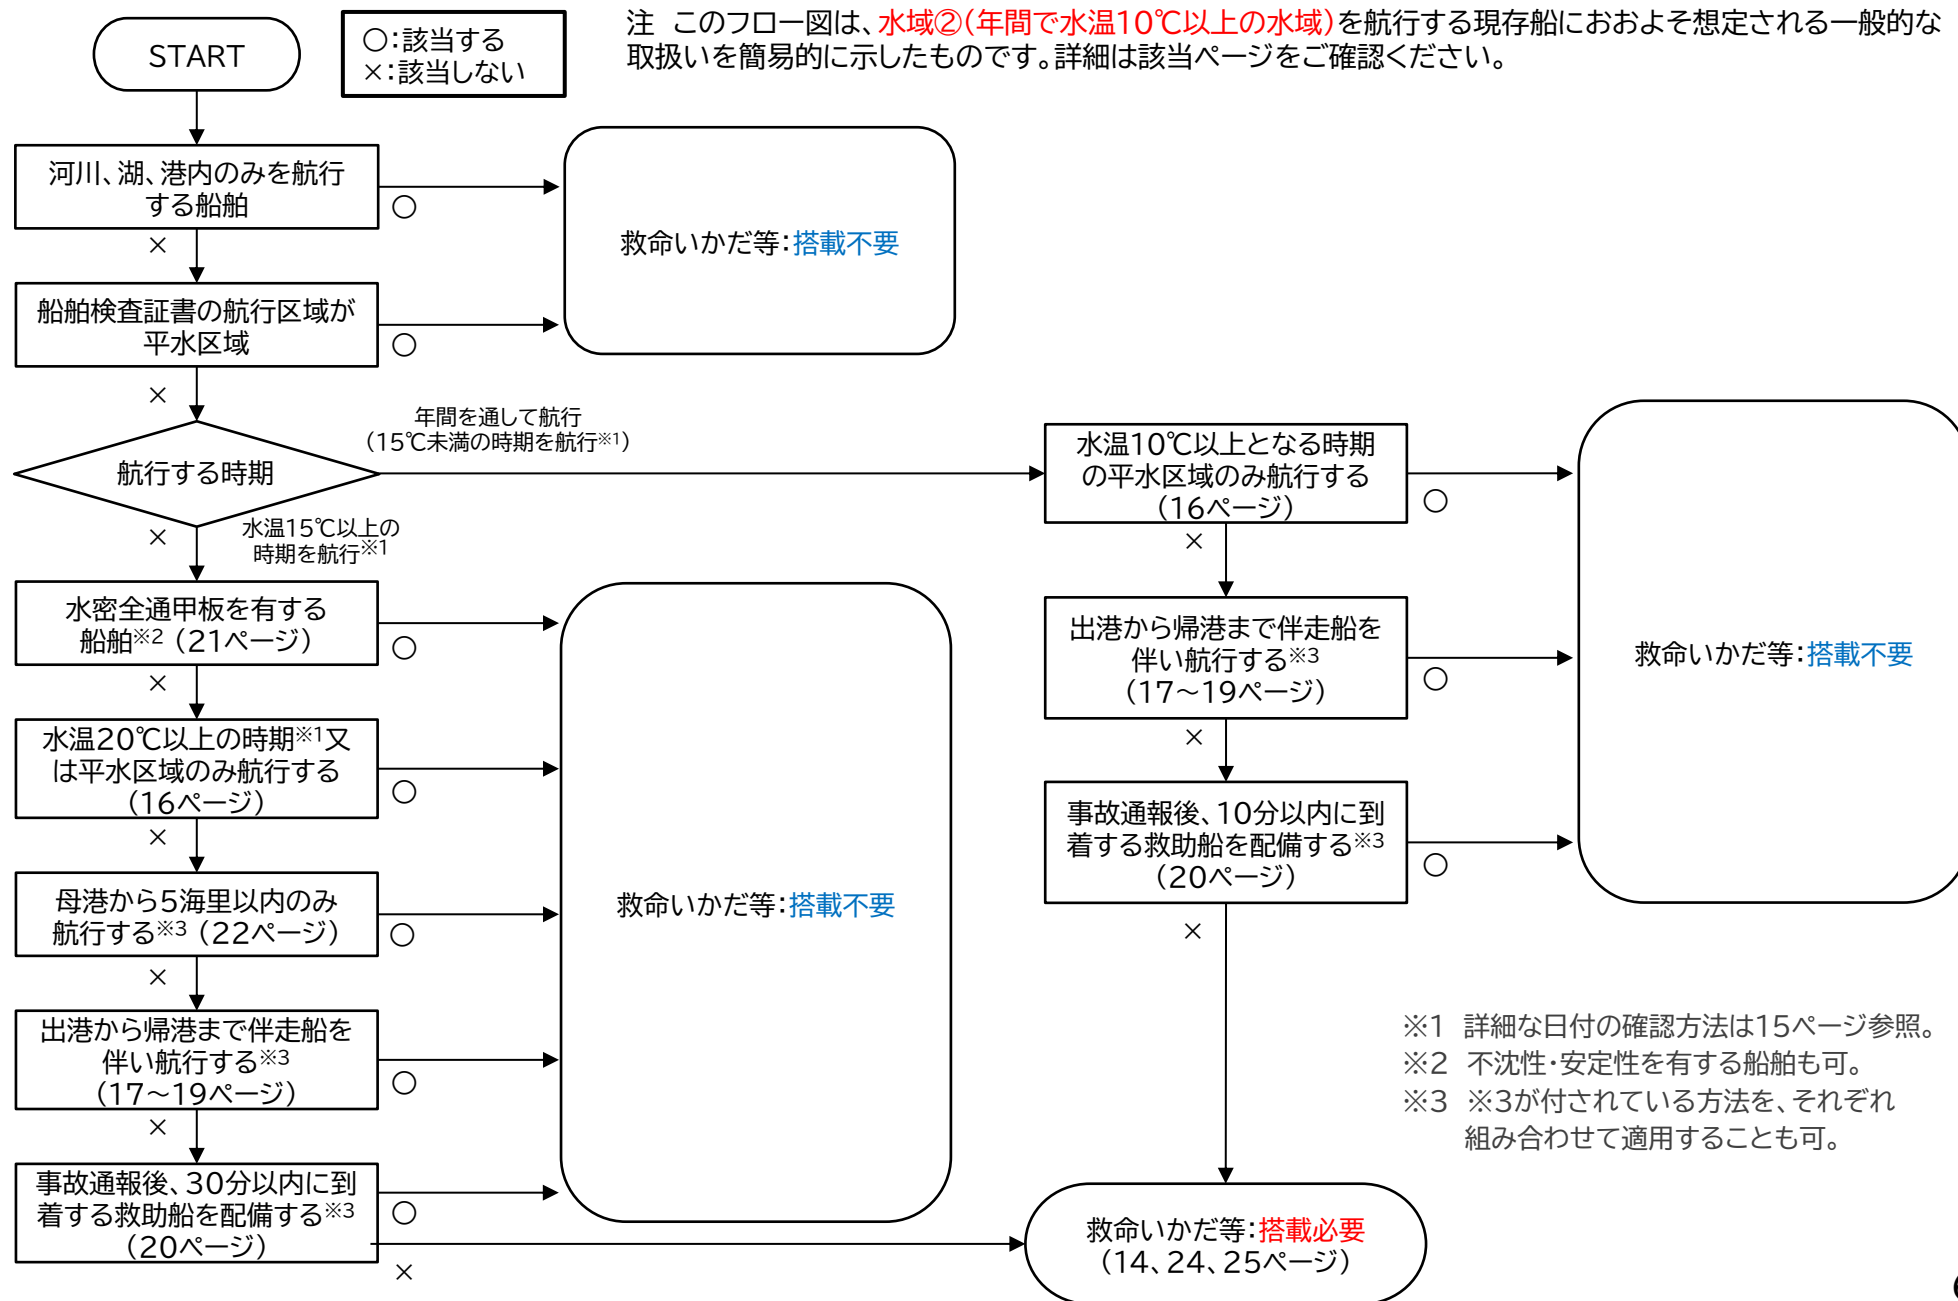 START
○：該当する
×：該当しない
注　このフロー図は、水域②（年間で水温10℃以上の水域）を航行する現存船におおよそ想定される一般的な
取扱いを簡易的に示したものです。詳細は該当ページをご確認ください。
河川、湖、港内のみを航行
する船舶
○
×
救命いかだ等：搭載不要
船舶検査証書の航行区域が
平水区域
○
×
航行する時期
年間を通して航行
（15℃未満の時期を航行※1）
×
水温15℃以上の
時期を航行※1
水密全通甲板を有する
船舶※2（21ページ）
○
×
水温20℃以上の時期※1又
は平水区域のみ航行する
（16ページ）
○
×
母港から5海里以内のみ
航行する※3（22ページ）
○
×
出港から帰港まで伴走船を
伴い航行する※3
（17～19ページ）
○
×
事故通報後、30分以内に到
着する救助船を配備する※3
（20ページ）
○
×
救命いかだ等：搭載不要
水温10℃以上となる時期
の平水区域のみ航行する
（16ページ）
○
×
出港から帰港まで伴走船を
伴い航行する※3
（17～19ページ）
○
×
事故通報後、10分以内に到
着する救助船を配備する※3
（20ページ）
○
×
救命いかだ等：搭載不要
※1　詳細な日付の確認方法は15ページ参照。
※2　不沈性・安定性を有する船舶も可。
※3　※3が付されている方法を、それぞれ
組み合わせて適用することも可。
救命いかだ等：搭載必要
（14、24、25ページ）